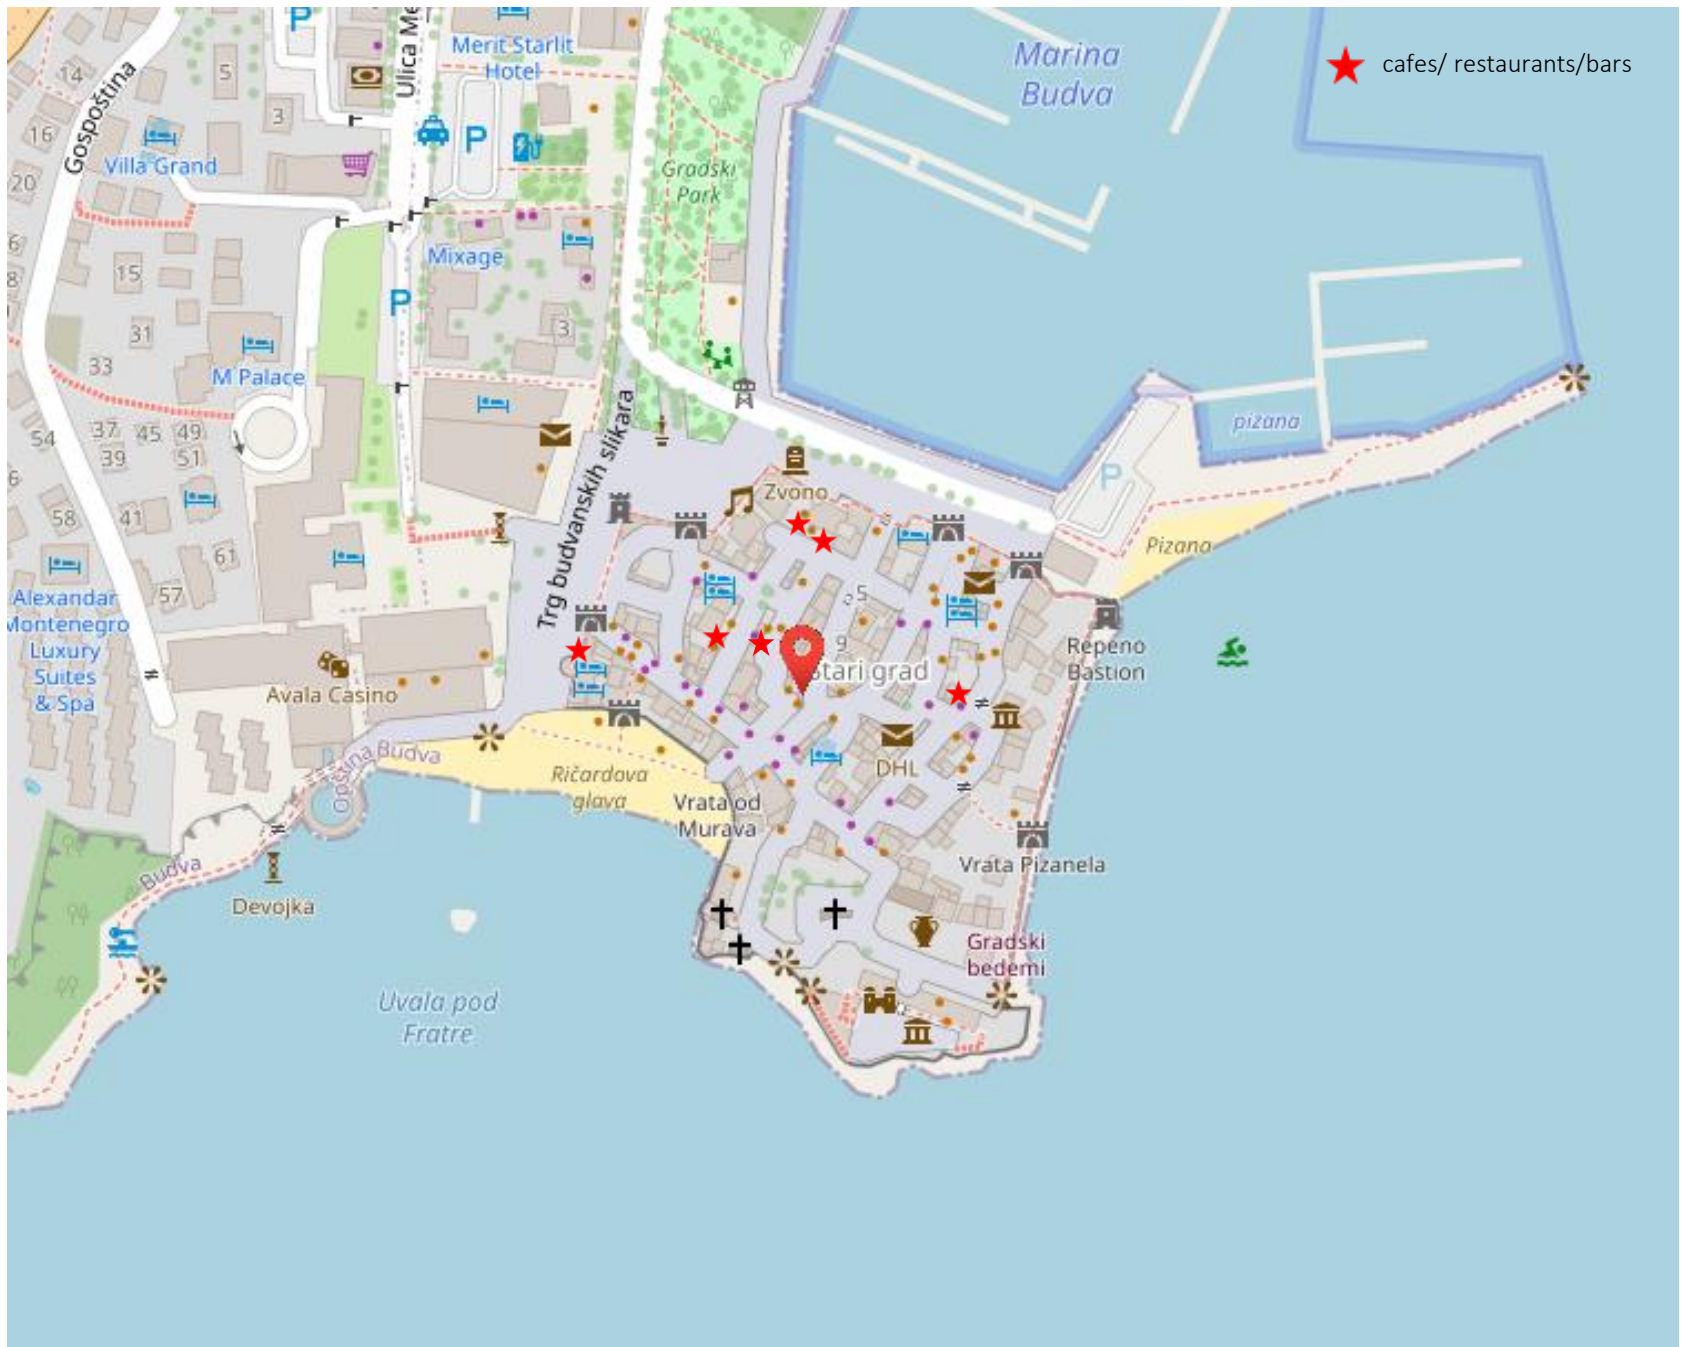 P
Merit Starlit
Hotel
Marina
Budva
cafes/ restaurants/bars
14
5
Ulica Me
Gospoština
16
3
P
Villa Grand
20
Gradski
Park
6
15
Mixage
8
P
31
3
33
M Palace
pizana
54
37
45
49
39
51
Trg budvanskih slikara
P
6
58
41
Zvono
61
Pizana
57
5
Alexandar
Montenegro
Luxury
Suites
& Spa
9
Repeno
Bastion
Stari grad
Avala Casino
Opština Budva
Ričardova
glava
DHL
Vrata od
Murava
Vrata Pizanela
Budva
Devojka
Gradski
bedemi
Uvala pod
Fratre